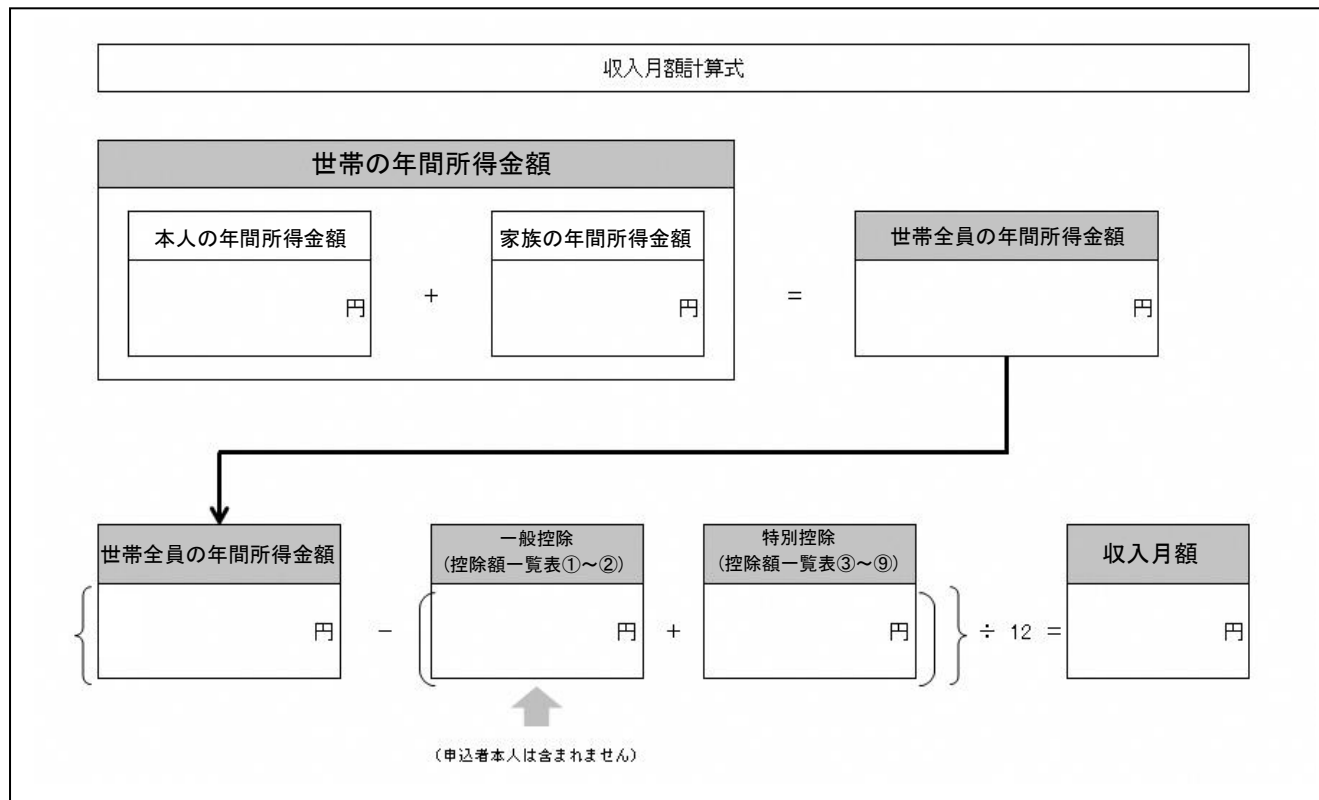 収入月額計算式
世帯の年間所得金額
本人の年間所得金額
家族の年間所得金額
世帯全員の年間所得金額
円
+
円
=
円
世帯全員の年間所得金額
一般控除
(控除額一覧表①～②)
特別控除
(控除額一覧表③～⑨)
収入月額
{
円
-
(
円
+
円
)
}
÷ 12 =
円
(申込者本人は含まれません)